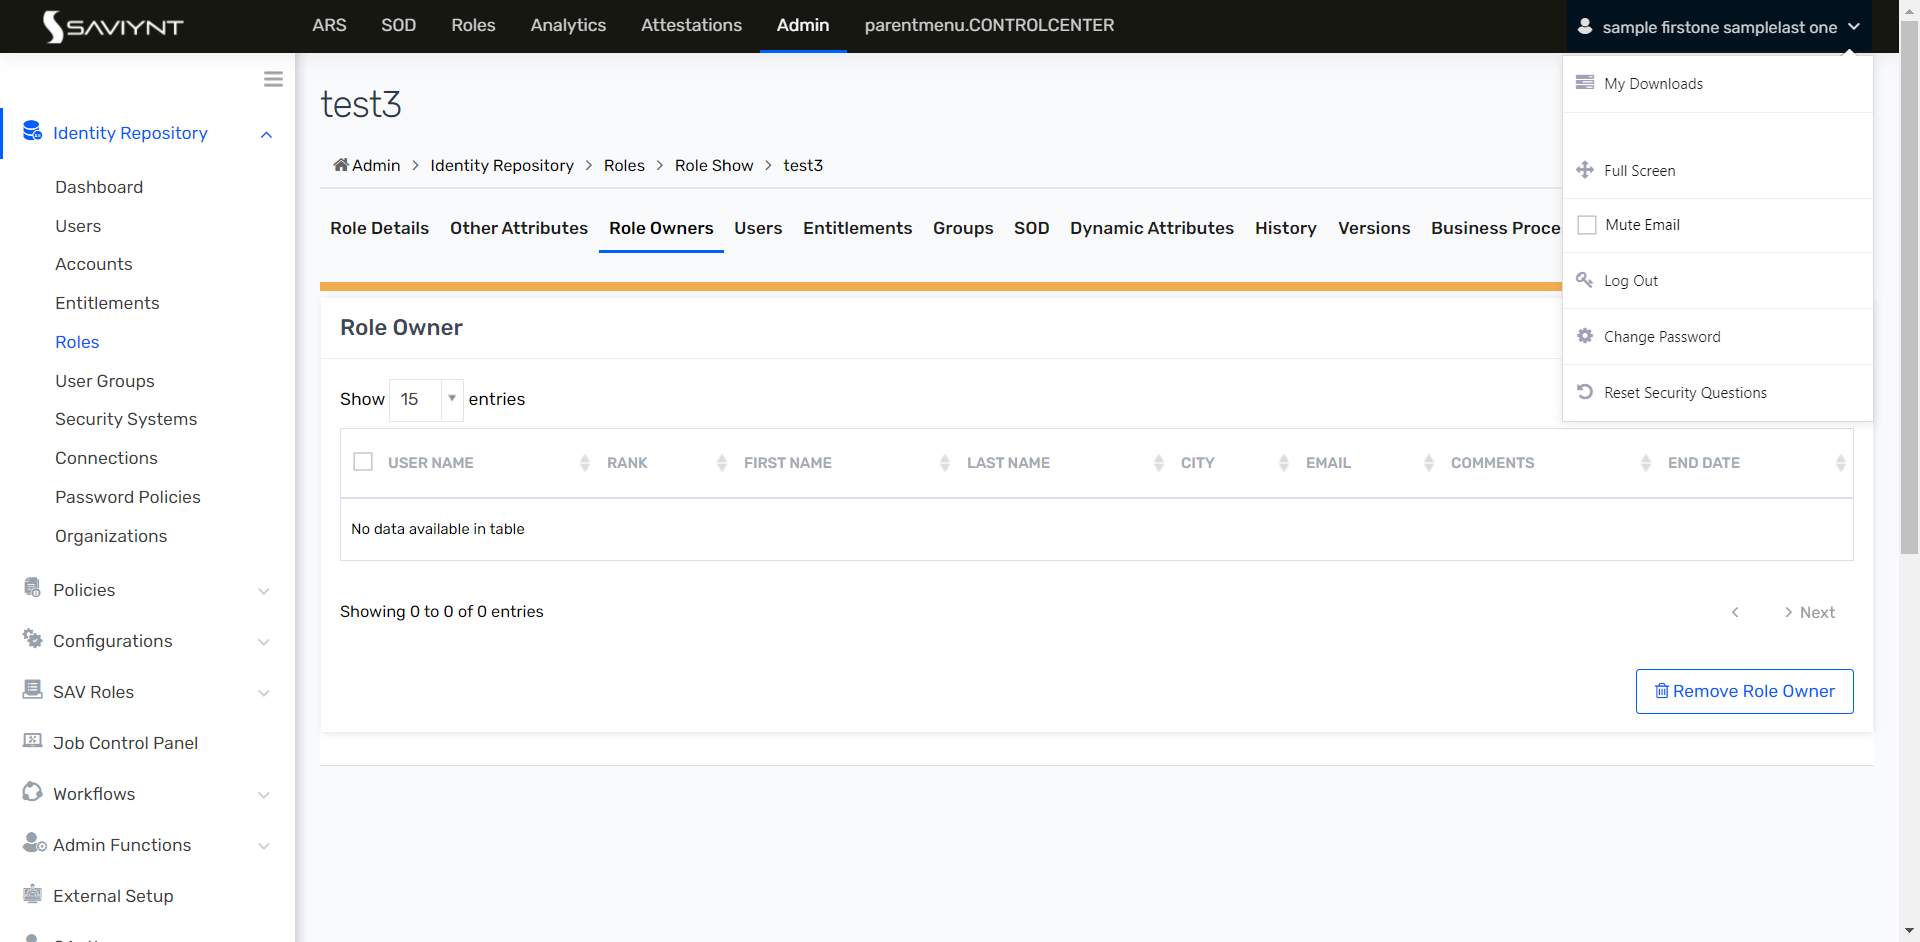 SAVIYNT
ARS SOD Roles Analytics Attestations Admin parentmenu.CONTROLCENTER
sample firstone samplelast one
My Downloads
Full Screen
Mute Email
Log Out
Change Password
Reset Security Questions
Identity Repository
Dashboard
Users
Accounts
Entitlements
Roles
User Groups
Security Systems
Connections
Password Policies
Organizations
Policies
Configurations
SAV Roles
Job Control Panel
Workflows
Admin Functions
External Setup
test3
Admin > Identity Repository > Roles > Role Show > test3
Role Details Other Attributes Role Owners Users Entitlements Groups SOD Dynamic Attributes History Versions Business Proce
Role Owner
Show 15 entries
USER NAME RANK FIRST NAME LAST NAME CITY EMAIL COMMENTS END DATE
No data available in table
Showing 0 to 0 of 0 entries
< > Next
Remove Role Owner